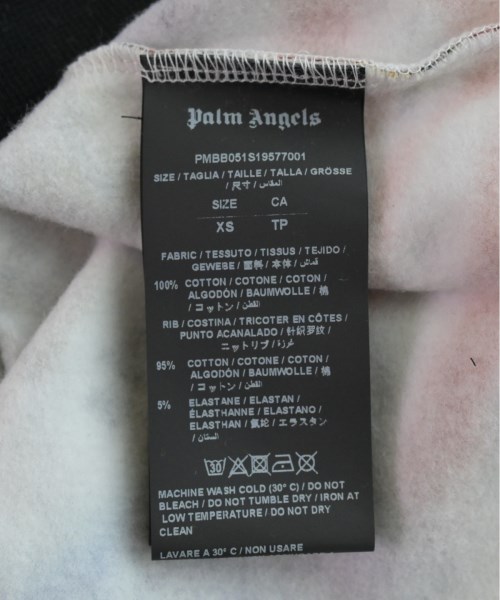 Palm Angels
PMBB051S19577001
SIZE / TAGLIA / TAILLE / TALLA / GRÖSSE
/ 尺寸 / المقاس
SIZE CA
XS TP
FABRIC / TESSUTO / TISSUS / TEJIDO /
GEWEBE / 面料 / 本体 / قماش
100% COTTON / COTONE / COTON /
ALGODÓN / BAUMWOLLE / 棉
/ コットン / القطن
RIB / COSTINA / TRICOTER EN CÔTES /
PUNTO ACANALADO / 针织罗纹 /
ニットリブ /
95% COTTON / COTONE / COTON /
ALGODÓN / BAUMWOLLE / 棉
/ コットン / القطن
5% ELASTANE / ELASTAN /
ÉLASTHANNE / ELASTANO /
ELASTHAN / 氨纶 / エラスタン
/
30
MACHINE WASH COLD (30° C) / DO NOT
BLEACH / DO NOT TUMBLE DRY / IRON AT
LOW TEMPERATURE / DO NOT DRY
CLEAN
LAVARE A 30° C / NON USARE